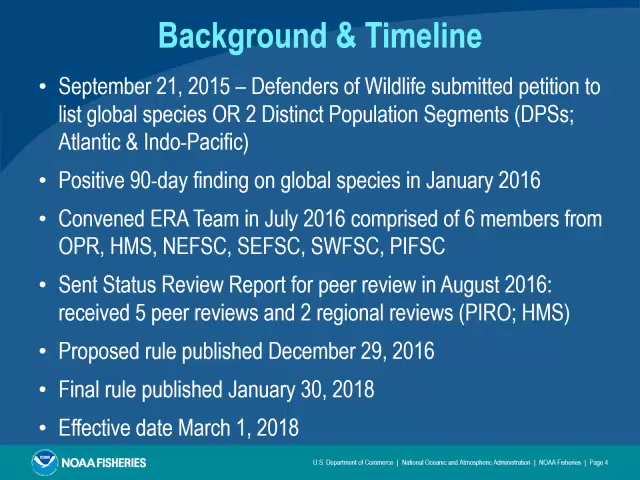 Background & Timeline
• September 21, 2015 – Defenders of Wildlife submitted petition to
list global species OR 2 Distinct Population Segments (DPSs;
Atlantic & Indo-Pacific)
• Positive 90-day finding on global species in January 2016
• Convened ERA Team in July 2016 comprised of 6 members from
OPR, HMS, NEFSC, SEFSC, SWFSC, PIFSC
• Sent Status Review Report for peer review in August 2016:
received 5 peer reviews and 2 regional reviews (PIRO; HMS)
• Proposed rule published December 29, 2016
• Final rule published January 30, 2018
• Effective date March 1, 2018
NOAA FISHERIES
U.S. Department of Commerce | National Oceanic and Atmospheric Administration | NOAA Fisheries | Page 4